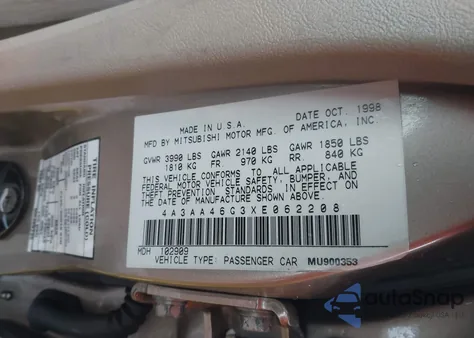 MADE IN U.S.A. DATE OCT. 1998
MFD BY MITSUBISHI MOTOR MFG. OF AMERICA, INC.
GVWR 3990 LBS GAWR 2140 LBS GAWR 1850 LBS
1810 KG FR 970 KG RR. 840 KG
THIS VEHICLE CONFORMS TO ALL APPLICABLE
FEDERAL MOTOR VEHICLE SAFETY, BUMPER, AND
THEFT PREVENTION STANDARDS IN EFFECT ON
THE DATE OF MANUFACTURE SHOWN ABOVE.
4A3AA46G3XE062208
MDH 102909
VEHICLE TYPE: PASSENGER CAR MU900353
autoSnap